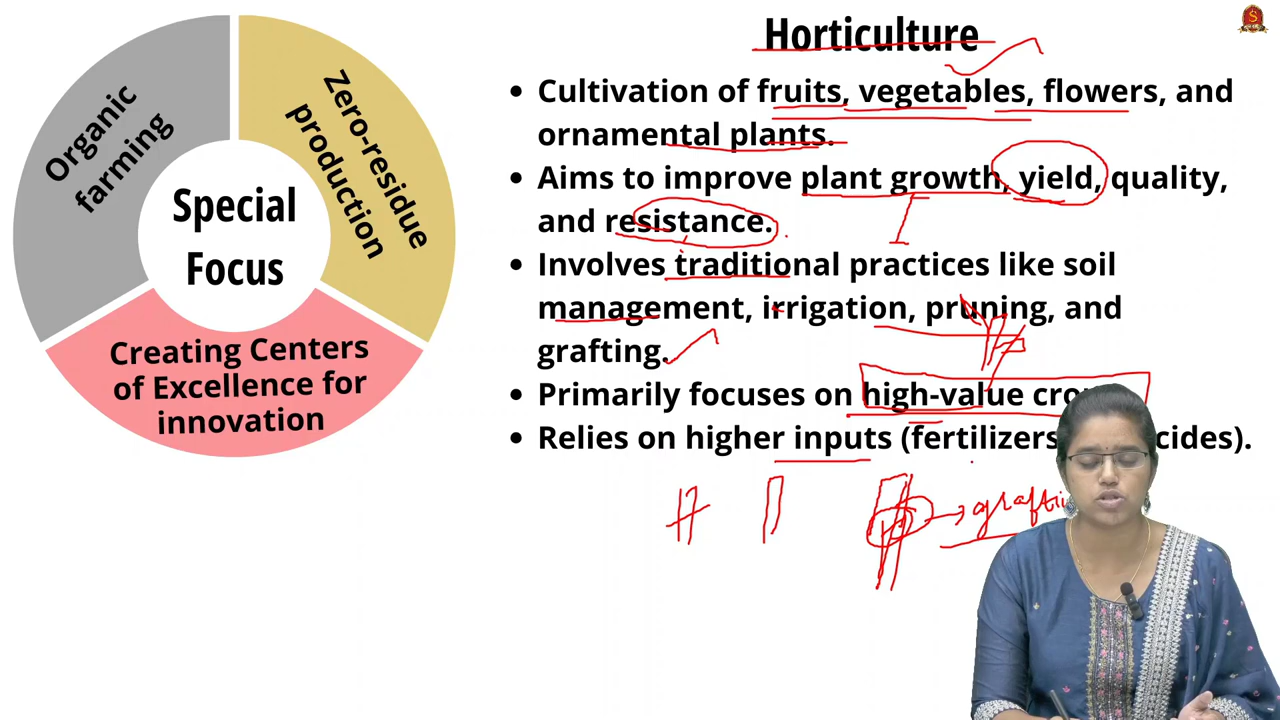 Organic
farming
Zero-residue
production
Special
Focus
Creating Centers
of Excellence for
innovation
Horticulture
• Cultivation of fruits, vegetables, flowers, and
ornamental plants.
• Aims to improve plant growth, yield, quality,
and resistance.
• Involves traditional practices like soil
management, irrigation, pruning, and
grafting.
• Primarily focuses on high-value
• Relies on higher inputs (fertilizers
S